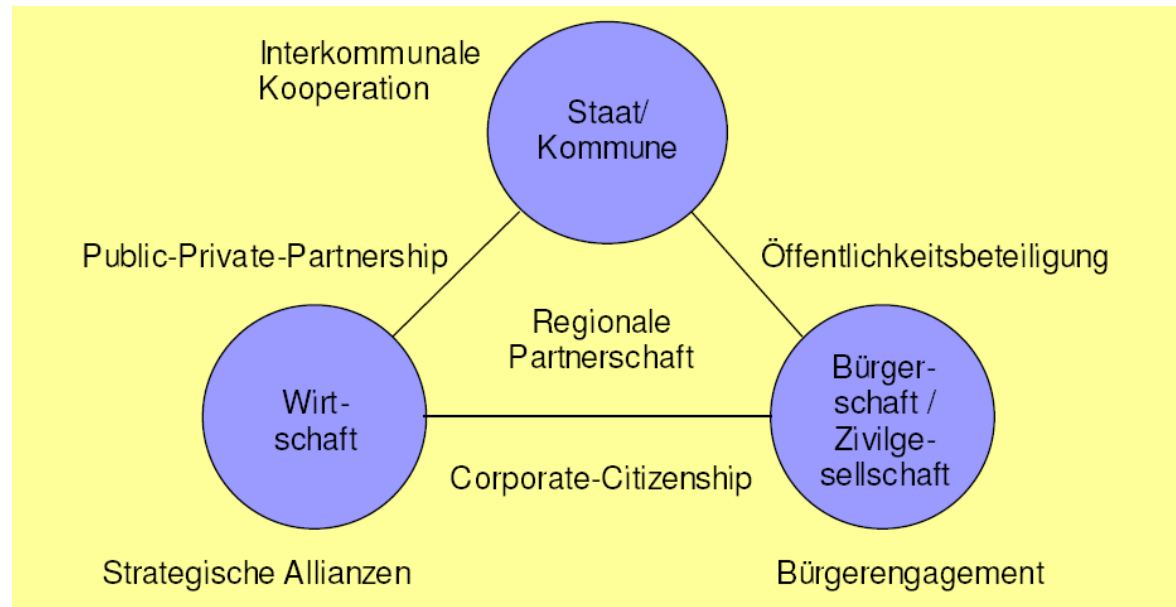 Interkommunale
Kooperation
Staat/
Kommune
Public-Private-Partnership
Öffentlichkeitsbeteiligung
Regionale
Partnerschaft
Wirt-
schaft
Bürger-
schaft /
Zivilge-
sellschaft
Corporate-Citizenship
Strategische Allianzen
Bürgerengagement